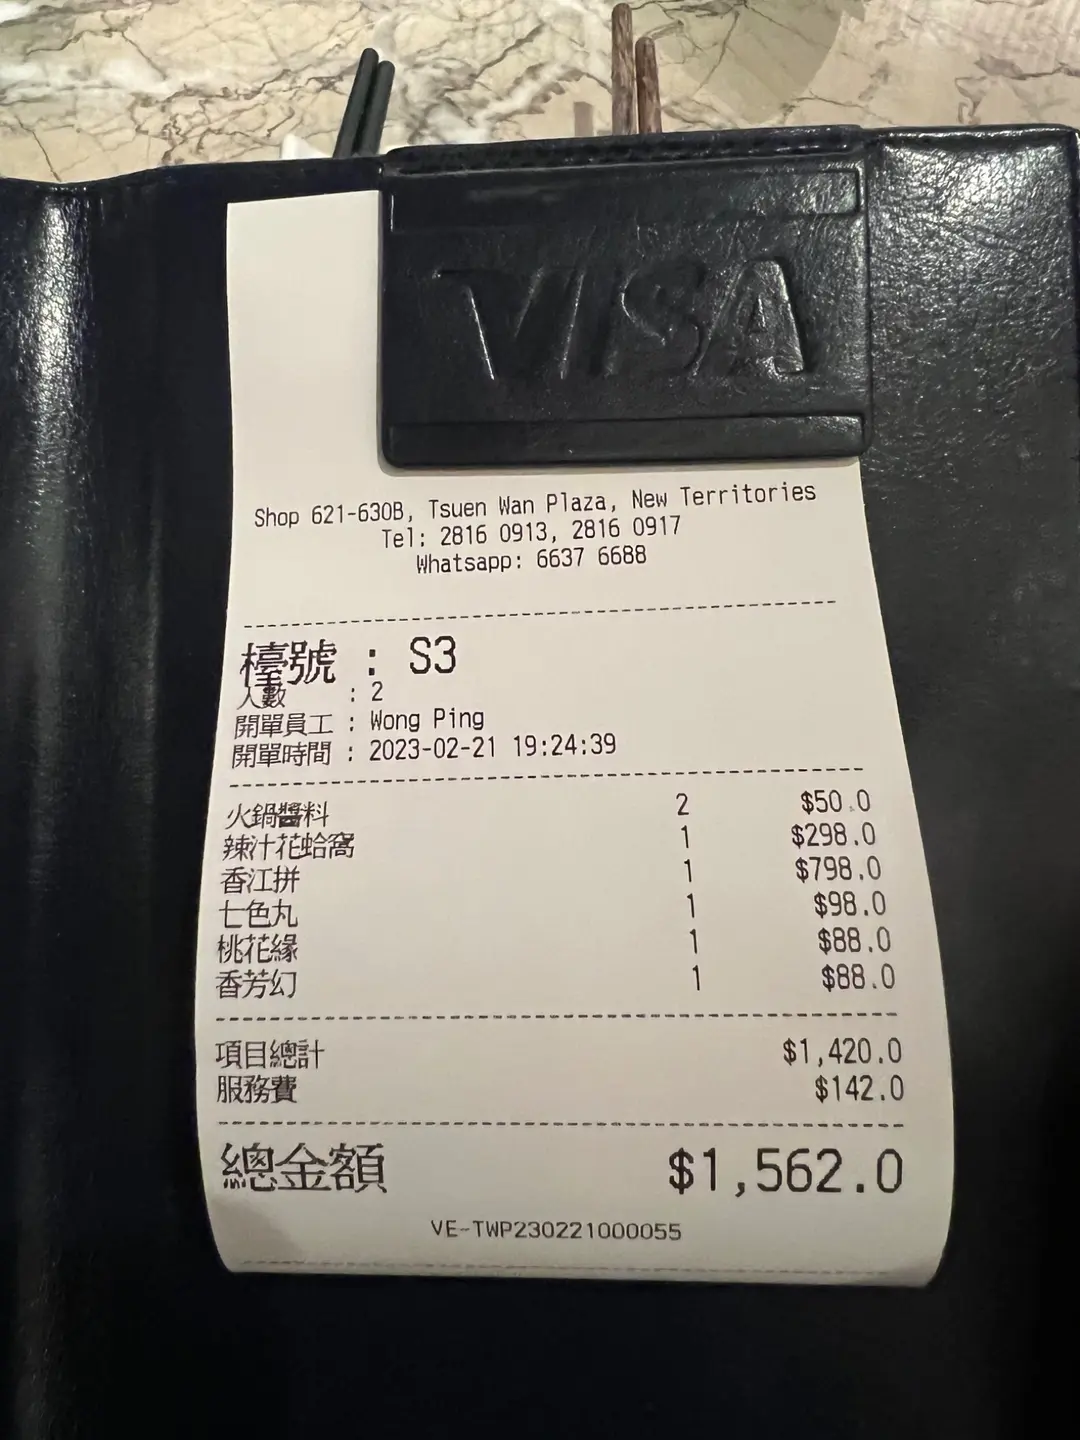 VISA
Shop 621-630B, Tsuen Wan Plaza, New Territories
Tel: 2816 0913, 2816 0917
Whatsapp: 6637 6688
檯號 : S3
人數 : 2
開單員工 : Wong Ping
開單時間 : 2023-02-21 19:24:39
火鍋醬料 2 $50.0
辣汁花蛤窩 1 $298.0
香江拼 1 $798.0
七色丸 1 $98.0
桃花緣 1 $88.0
香芳幻 1 $88.0
項目總計 $1,420.0
服務費 $142.0
總金額 $1,562.0
VE-TWP230221000055